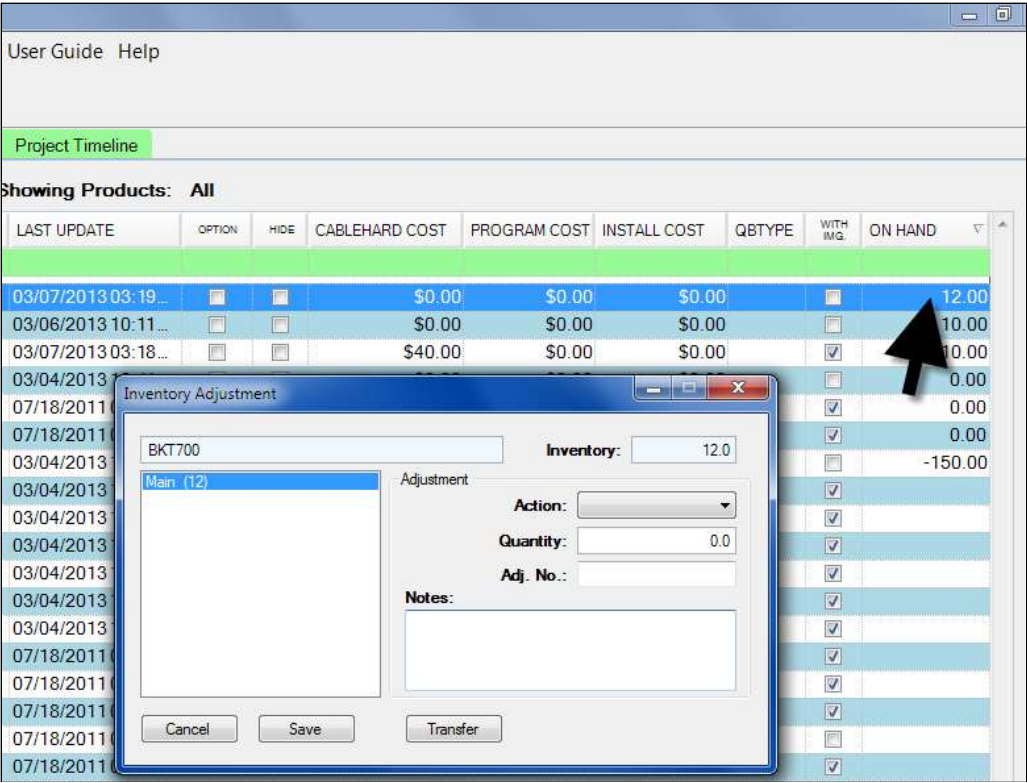 User Guide Help
Project Timeline
Showing Products: All
LAST UPDATE OPTION HIDE CABLEHARD COST PROGRAM COST INSTALL COST QBTYPE WITH IMG. ON HAND
03/07/2013 03:19... $0.00 $0.00 $0.00 12.00
03/06/2013 10:11... $0.00 $0.00 $0.00 10.00
03/07/2013 03:18... $40.00 $0.00 $0.00 10.00
03/04/2013 0.00
07/18/2011 0.00
07/18/2011 0.00
03/04/2013 -150.00
03/04/2013
03/04/2013
03/04/2013
03/04/2013
03/04/2013
03/04/2013
07/18/2011
07/18/2011
07/18/2011
07/18/2011
07/18/2011
Inventory Adjustment
BKT700 Inventory: 12.0
Main (12)
Adjustment
Action:
Quantity: 0.0
Adj. No.:
Notes:
Cancel Save Transfer